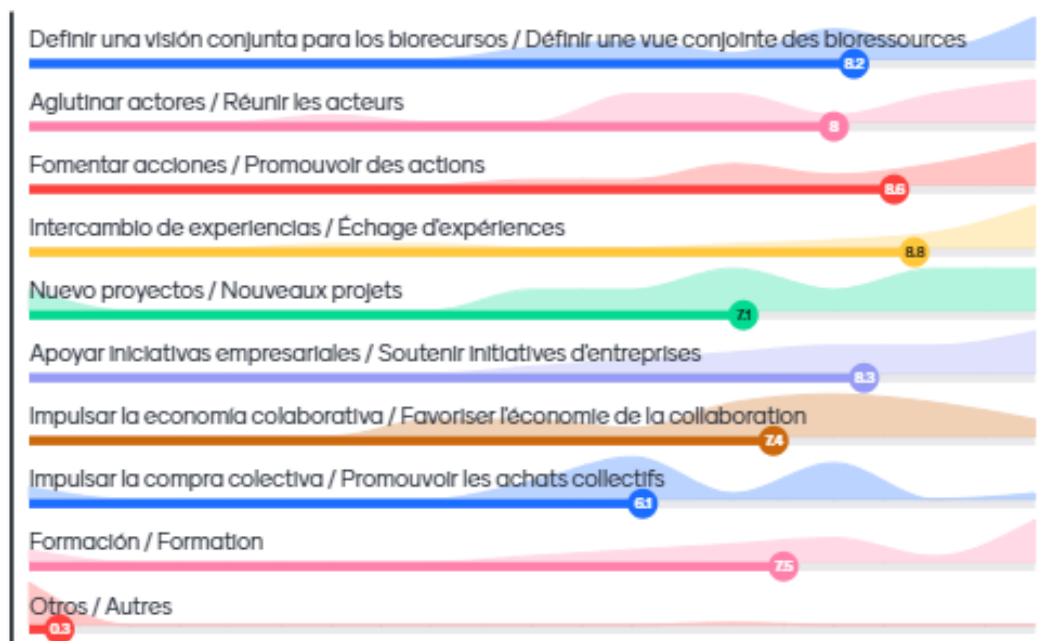 Definir una visión conjunta para los biorecursos / Définir une vue conjointe des bioressources
8.2
Aglutinar actores / Réunir les acteurs
8
Fomentar acciones / Promouvoir des actions
8.6
Intercambio de experiencias / Échage d'expériences
8.8
Nuevo proyectos / Nouveaux projets
7.1
Apoyar iniciativas empresariales / Soutenir initiatives d'entreprises
8.3
Impulsar la economía colaborativa / Favoriser l'économie de la collaboration
7.4
Impulsar la compra colectiva / Promouvoir les achats collectifs
6.1
Formación / Formation
7.5
Otros / Autres
0.3